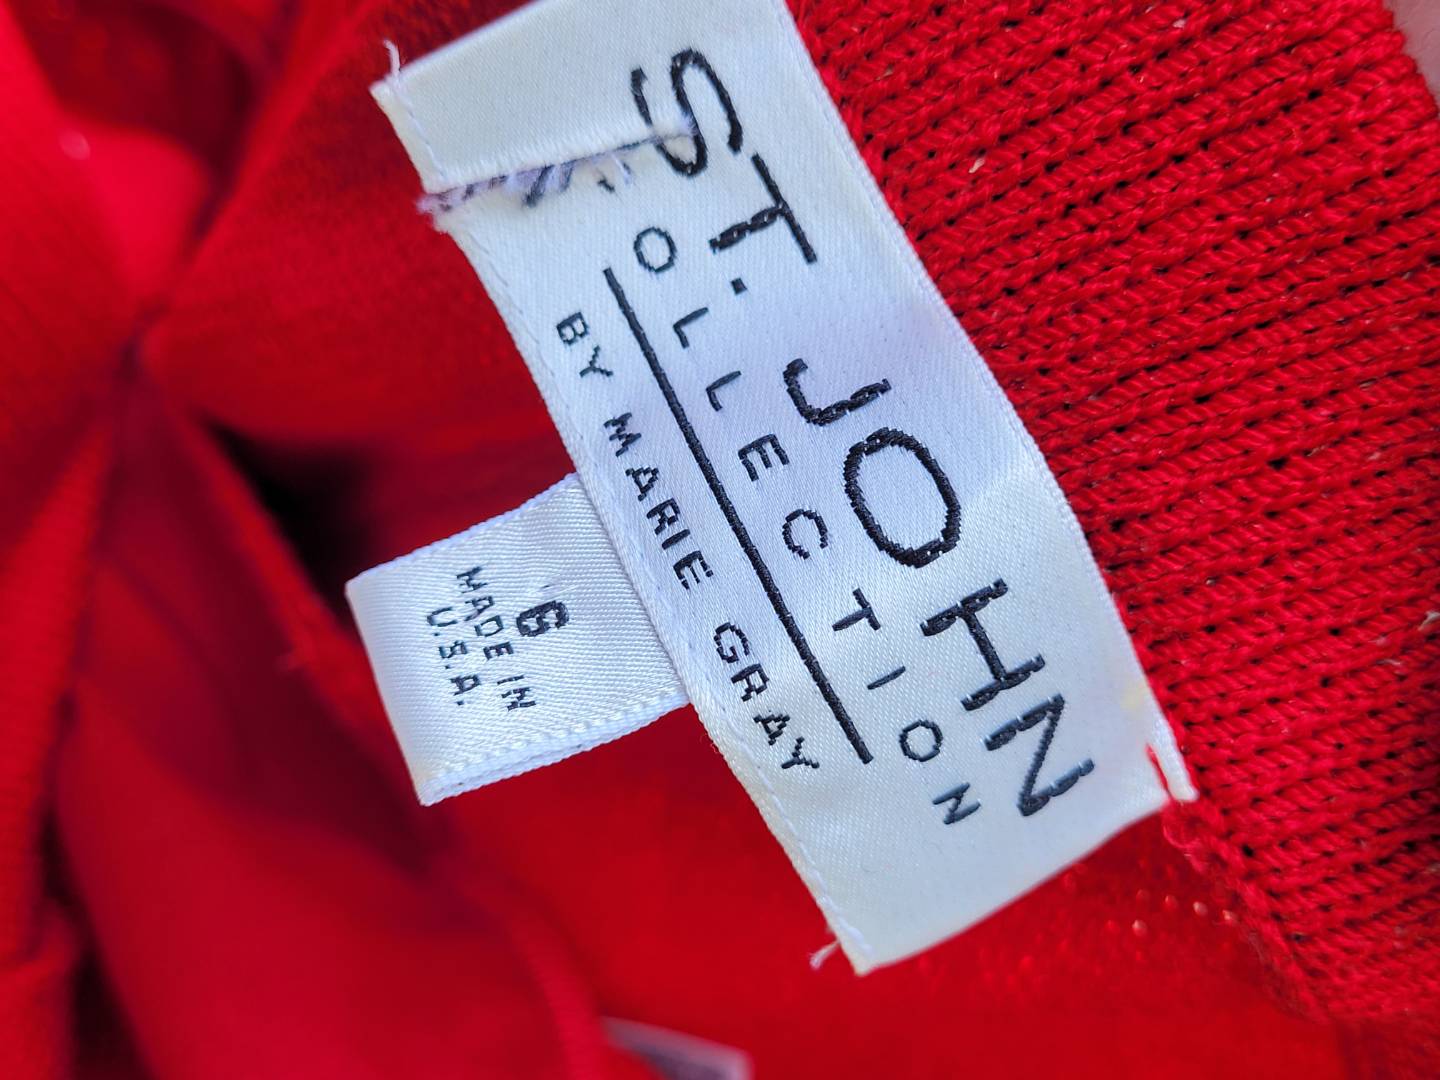 ST. JOHN
COLLECTION
BY MARIE GRAY
6
MADE IN
U.S.A.